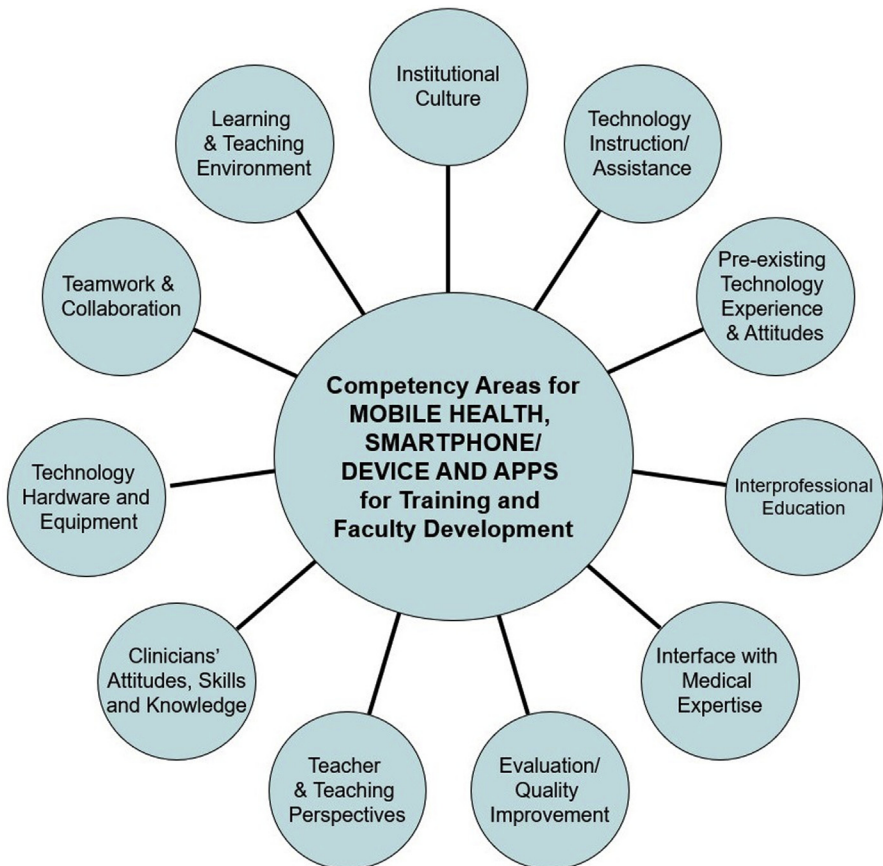 Institutional
Culture
Technology
Instruction/
Assistance
Pre-existing
Technology
Experience
& Attitudes
Interprofessional
Education
Interface with
Medical
Expertise
Evaluation/
Quality
Improvement
Teacher
& Teaching
Perspectives
Clinicians’
Attitudes, Skills
and Knowledge
Technology
Hardware and
Equipment
Teamwork &
Collaboration
Learning
& Teaching
Environment
Competency Areas for
MOBILE HEALTH,
SMARTPHONE/
DEVICE AND APPS
for Training and
Faculty Development